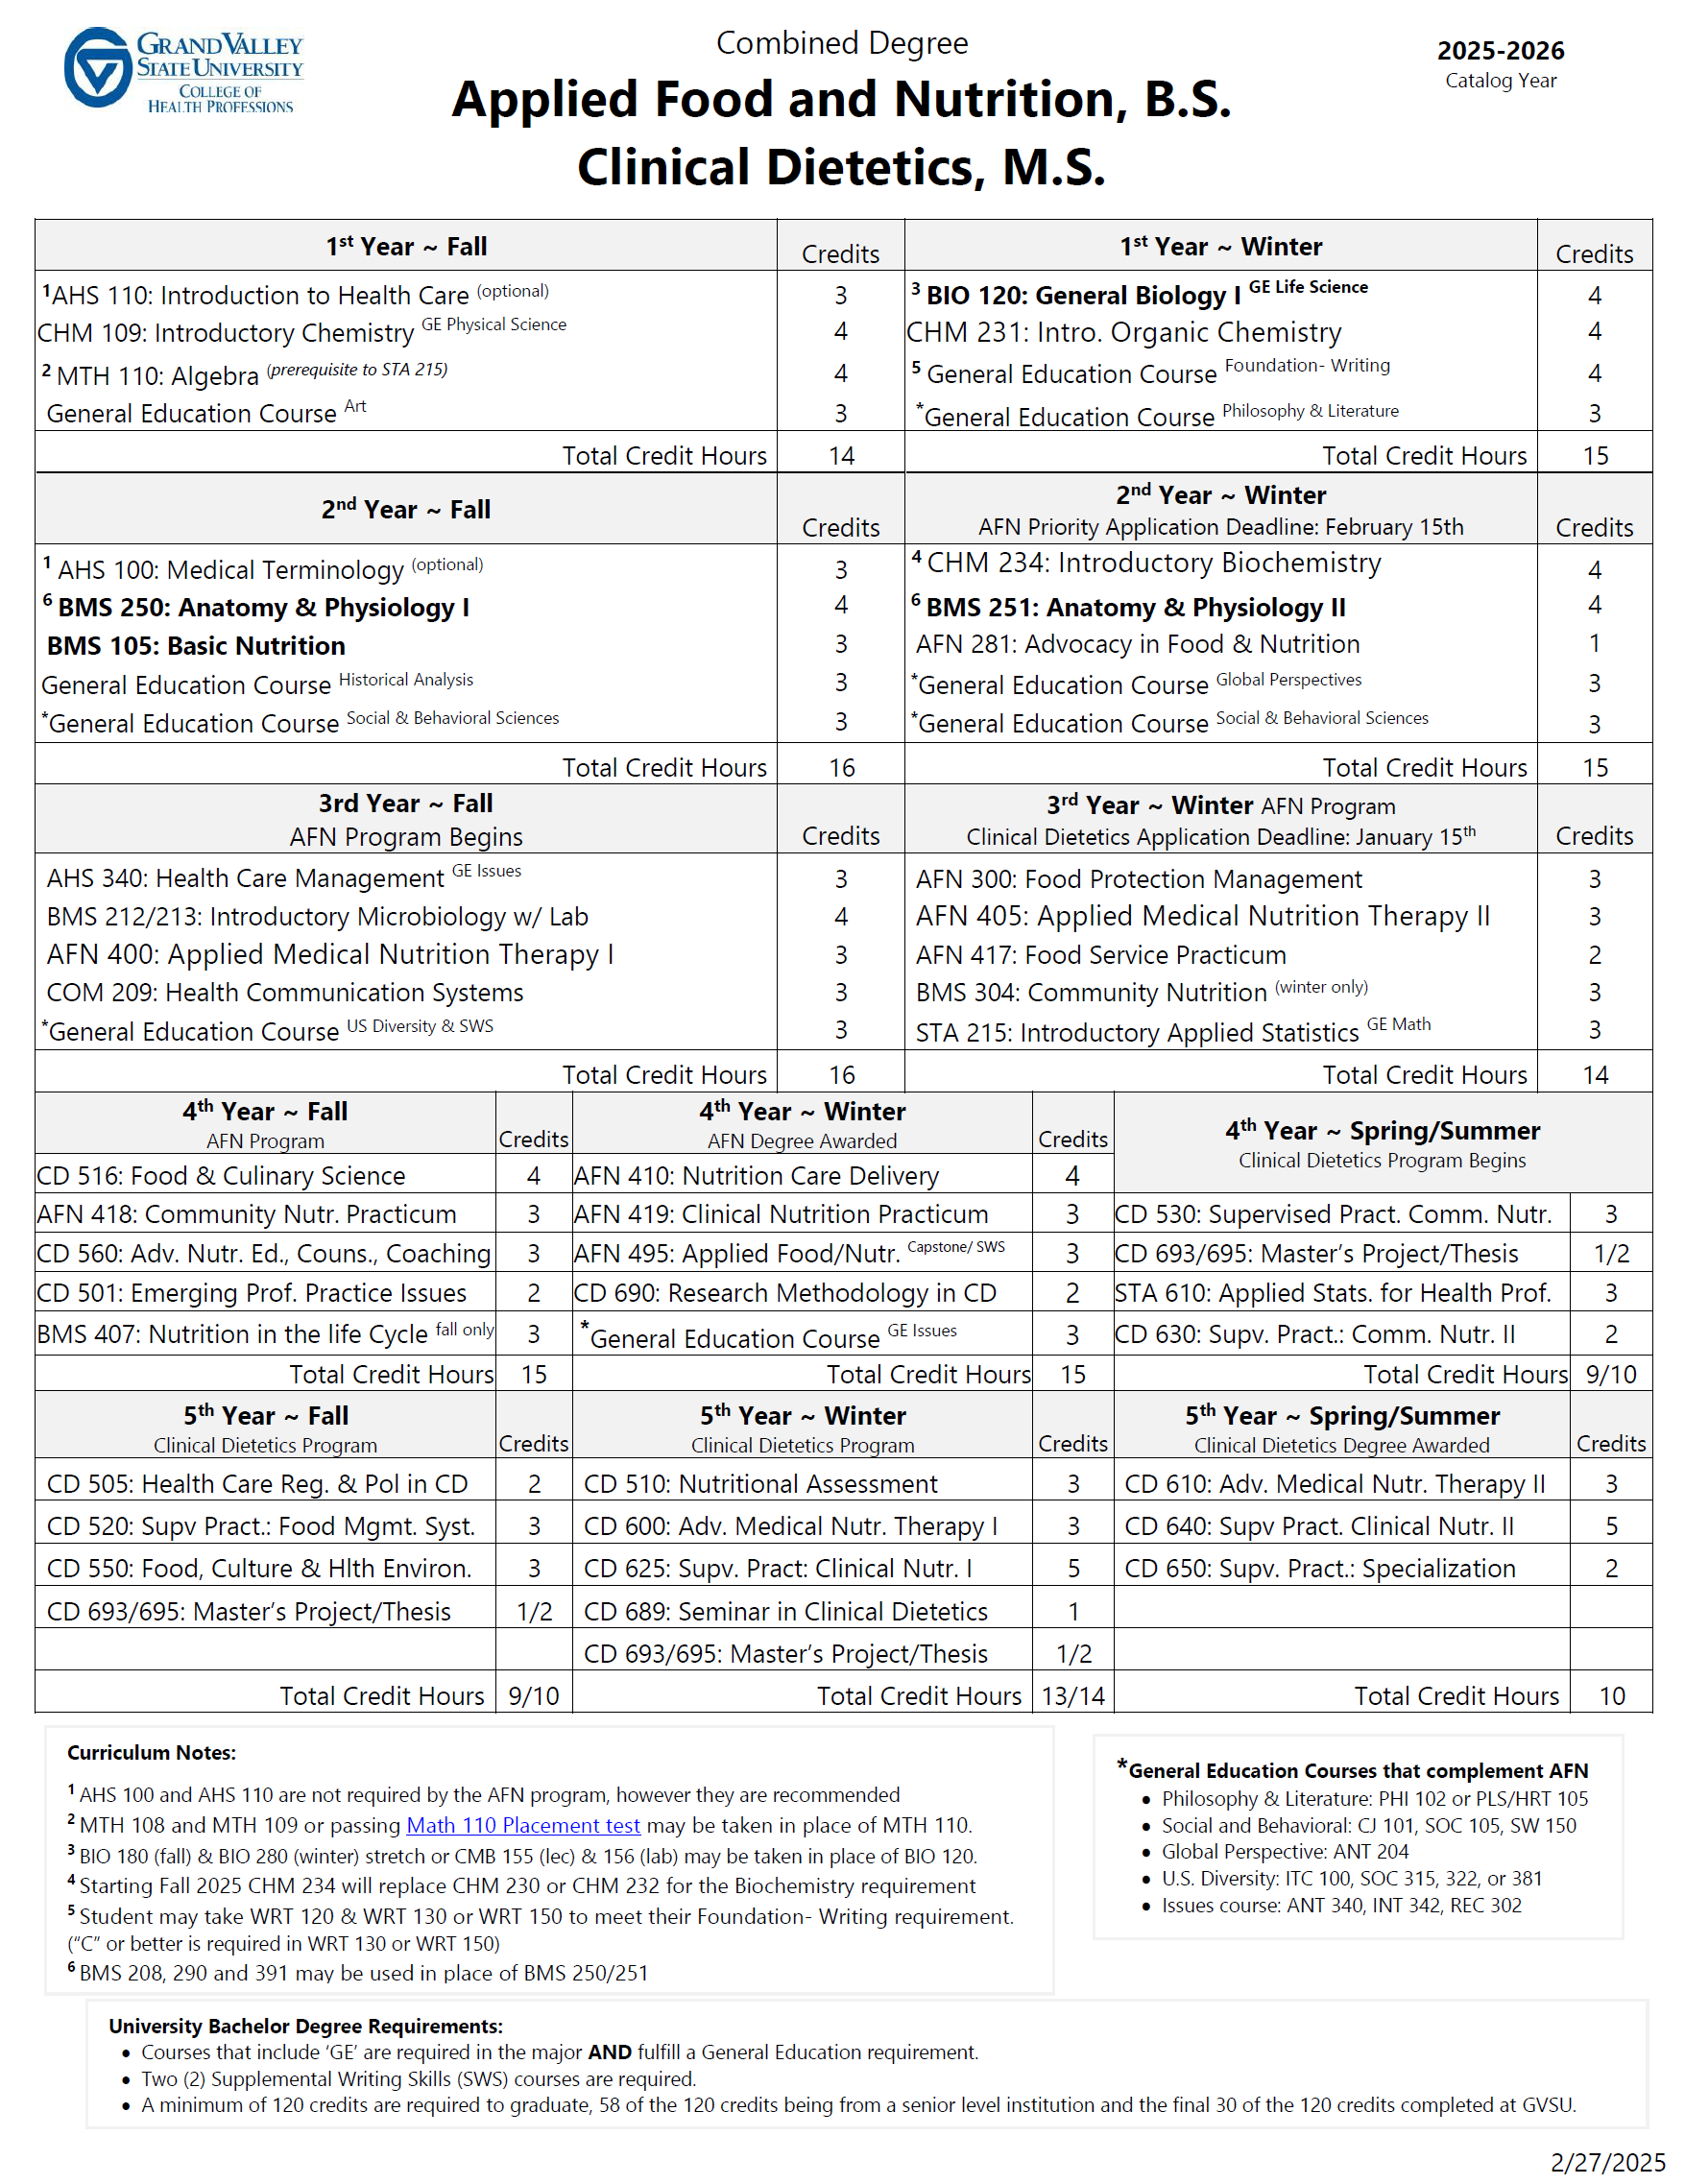 GRANDVALLEY
STATE UNIVERSITY
COLLEGE OF
HEALTH PROFESSIONS
Combined Degree
Applied Food and Nutrition, B.S.
Clinical Dietetics, M.S.
2025-2026
Catalog Year
1st Year ~ Fall Credits
1AHS 110: Introduction to Health Care (optional) 3
CHM 109: Introductory Chemistry GE Physical Science 4
2 MTH 110: Algebra (prerequisite to STA 215) 4
General Education Course Art 3
Total Credit Hours 14
1st Year ~ Winter Credits
3 BIO 120: General Biology I GE Life Science 4
CHM 231: Intro. Organic Chemistry 4
5 General Education Course Foundation- Writing 4
*General Education Course Philosophy & Literature 3
Total Credit Hours 15
2nd Year ~ Fall Credits
1 AHS 100: Medical Terminology (optional) 3
6 BMS 250: Anatomy & Physiology I 4
BMS 105: Basic Nutrition 3
General Education Course Historical Analysis 3
*General Education Course Social & Behavioral Sciences 3
Total Credit Hours 16
2nd Year ~ Winter
AFN Priority Application Deadline: February 15th Credits
4 CHM 234: Introductory Biochemistry 4
6 BMS 251: Anatomy & Physiology II 4
AFN 281: Advocacy in Food & Nutrition 1
*General Education Course Global Perspectives 3
*General Education Course Social & Behavioral Sciences 3
Total Credit Hours 15
3rd Year ~ Fall
AFN Program Begins Credits
AHS 340: Health Care Management GE Issues 3
BMS 212/213: Introductory Microbiology w/ Lab 4
AFN 400: Applied Medical Nutrition Therapy I 3
COM 209: Health Communication Systems 3
*General Education Course US Diversity & SWS 3
Total Credit Hours 16
3rd Year ~ Winter AFN Program
Clinical Dietetics Application Deadline: January 15th Credits
AFN 300: Food Protection Management 3
AFN 405: Applied Medical Nutrition Therapy II 3
AFN 417: Food Service Practicum 2
BMS 304: Community Nutrition (winter only) 3
STA 215: Introductory Applied Statistics GE Math 3
Total Credit Hours 14
4th Year ~ Fall
AFN Program Credits
CD 516: Food & Culinary Science 4
AFN 418: Community Nutr. Practicum 3
CD 560: Adv. Nutr. Ed., Couns., Coaching 3
CD 501: Emerging Prof. Practice Issues 2
BMS 407: Nutrition in the life Cycle fall only 3
Total Credit Hours 15
4th Year ~ Winter
AFN Degree Awarded Credits
AFN 410: Nutrition Care Delivery 4
AFN 419: Clinical Nutrition Practicum 3
AFN 495: Applied Food/Nutr. Capstone/ SWS 3
CD 690: Research Methodology in CD 2
*General Education Course GE Issues 3
Total Credit Hours 15
4th Year ~ Spring/Summer
Clinical Dietetics Program Begins
CD 530: Supervised Pract. Comm. Nutr. 3
CD 693/695: Master's Project/Thesis 1/2
STA 610: Applied Stats. for Health Prof. 3
CD 630: Supv. Pract.: Comm. Nutr. II 2
Total Credit Hours 9/10
5th Year ~ Fall
Clinical Dietetics Program Credits
CD 505: Health Care Reg. & Pol in CD 2
CD 520: Supv Pract.: Food Mgmt. Syst. 3
CD 550: Food, Culture & Hlth Environ. 3
CD 693/695: Master's Project/Thesis 1/2
Total Credit Hours 9/10
5th Year ~ Winter
Clinical Dietetics Program Credits
CD 510: Nutritional Assessment 3
CD 600: Adv. Medical Nutr. Therapy I 3
CD 625: Supv. Pract: Clinical Nutr. I 5
CD 689: Seminar in Clinical Dietetics 1
CD 693/695: Master's Project/Thesis 1/2
Total Credit Hours 13/14
5th Year ~ Spring/Summer
Clinical Dietetics Degree Awarded Credits
CD 610: Adv. Medical Nutr. Therapy II 3
CD 640: Supv Pract. Clinical Nutr. II 5
CD 650: Supv. Pract.: Specialization 2
Total Credit Hours 10
Curriculum Notes:
1 AHS 100 and AHS 110 are not required by the AFN program, however they are recommended
2 MTH 108 and MTH 109 or passing Math 110 Placement test may be taken in place of MTH 110.
3 BIO 180 (fall) & BIO 280 (winter) stretch or CMB 155 (lec) & 156 (lab) may be taken in place of BIO 120.
4 Starting Fall 2025 CHM 234 will replace CHM 230 or CHM 232 for the Biochemistry requirement
5 Student may take WRT 120 & WRT 130 or WRT 150 to meet their Foundation- Writing requirement.
("C" or better is required in WRT 130 or WRT 150)
6 BMS 208, 290 and 391 may be used in place of BMS 250/251
*General Education Courses that complement AFN
• Philosophy & Literature: PHI 102 or PLS/HRT 105
• Social and Behavioral: CJ 101, SOC 105, SW 150
• Global Perspective: ANT 204
• U.S. Diversity: ITC 100, SOC 315, 322, or 381
• Issues course: ANT 340, INT 342, REC 302
University Bachelor Degree Requirements:
• Courses that include 'GE' are required in the major AND fulfill a General Education requirement.
• Two (2) Supplemental Writing Skills (SWS) courses are required.
• A minimum of 120 credits are required to graduate, 58 of the 120 credits being from a senior level institution and the final 30 of the 120 credits completed at GVSU.
2/27/2025